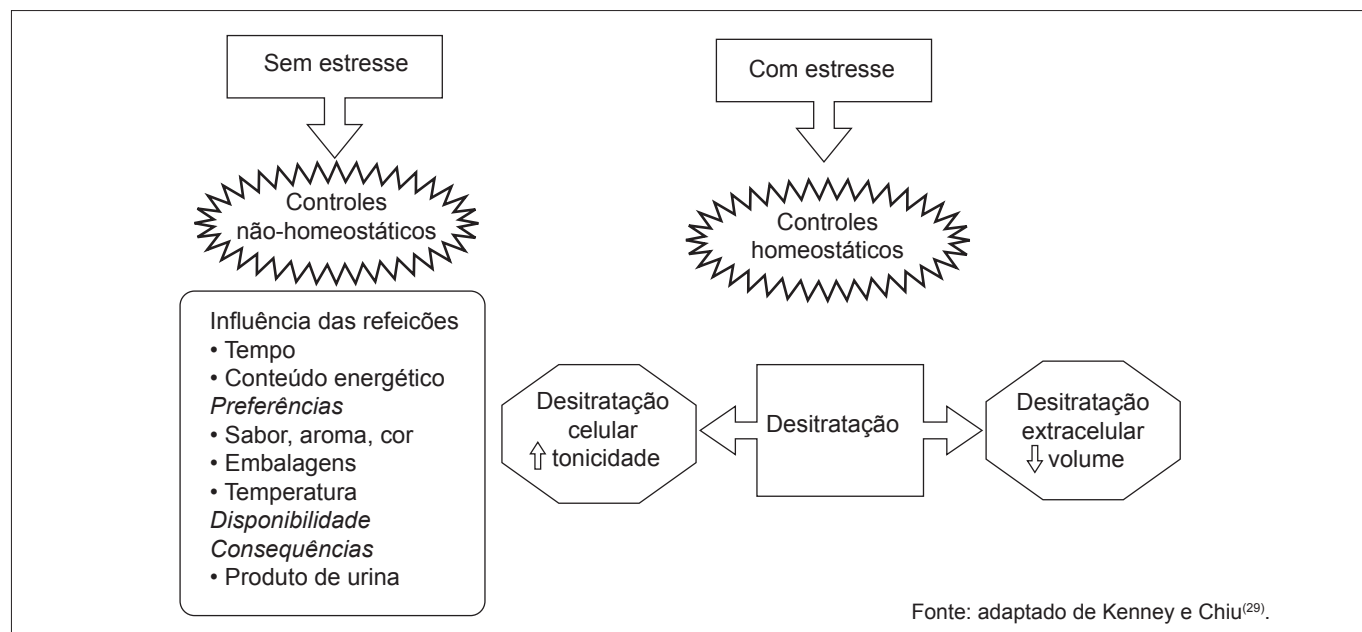 Sem estresse
Com estresse
Controles
não-homeostáticos
Controles
homeostáticos
Influência das refeicões
• Tempo
• Conteúdo energético
Preferências
• Sabor, aroma, cor
• Embalagens
• Temperatura
Disponibilidade
Consequências
• Produto de urina
Desitratação
celular
⇧ tonicidade
Desitratação
Desitratação
extracelular
⇩ volume
Fonte: adaptado de Kenney e Chiu(29).